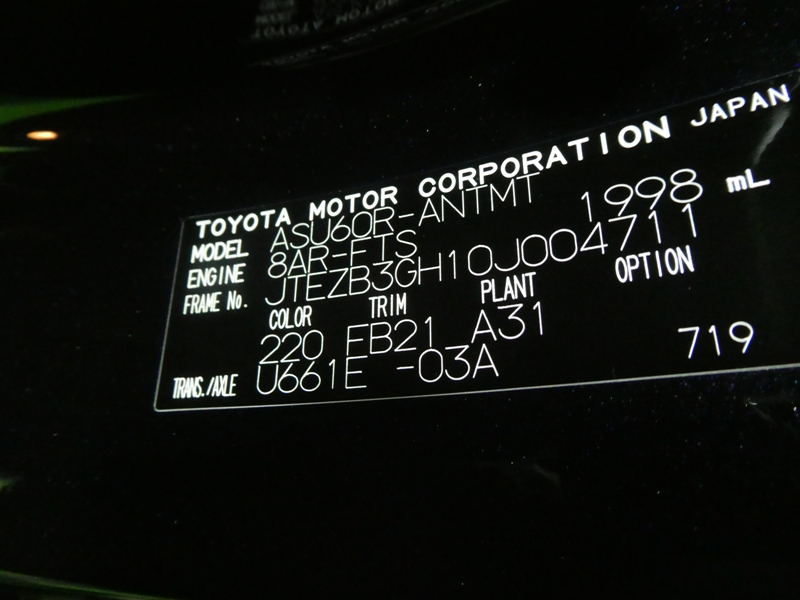 TOYOTA MOTOR CORPORATION JAPAN
MODEL ASU60R-ANTMT
ENGINE 8AR-FTS 1998 mL
FRAME No. JTEZB3GH10J004711
COLOR TRIM PLANT OPTION
220 EB21 A31
TRANS./AXLE U661E -03A 719